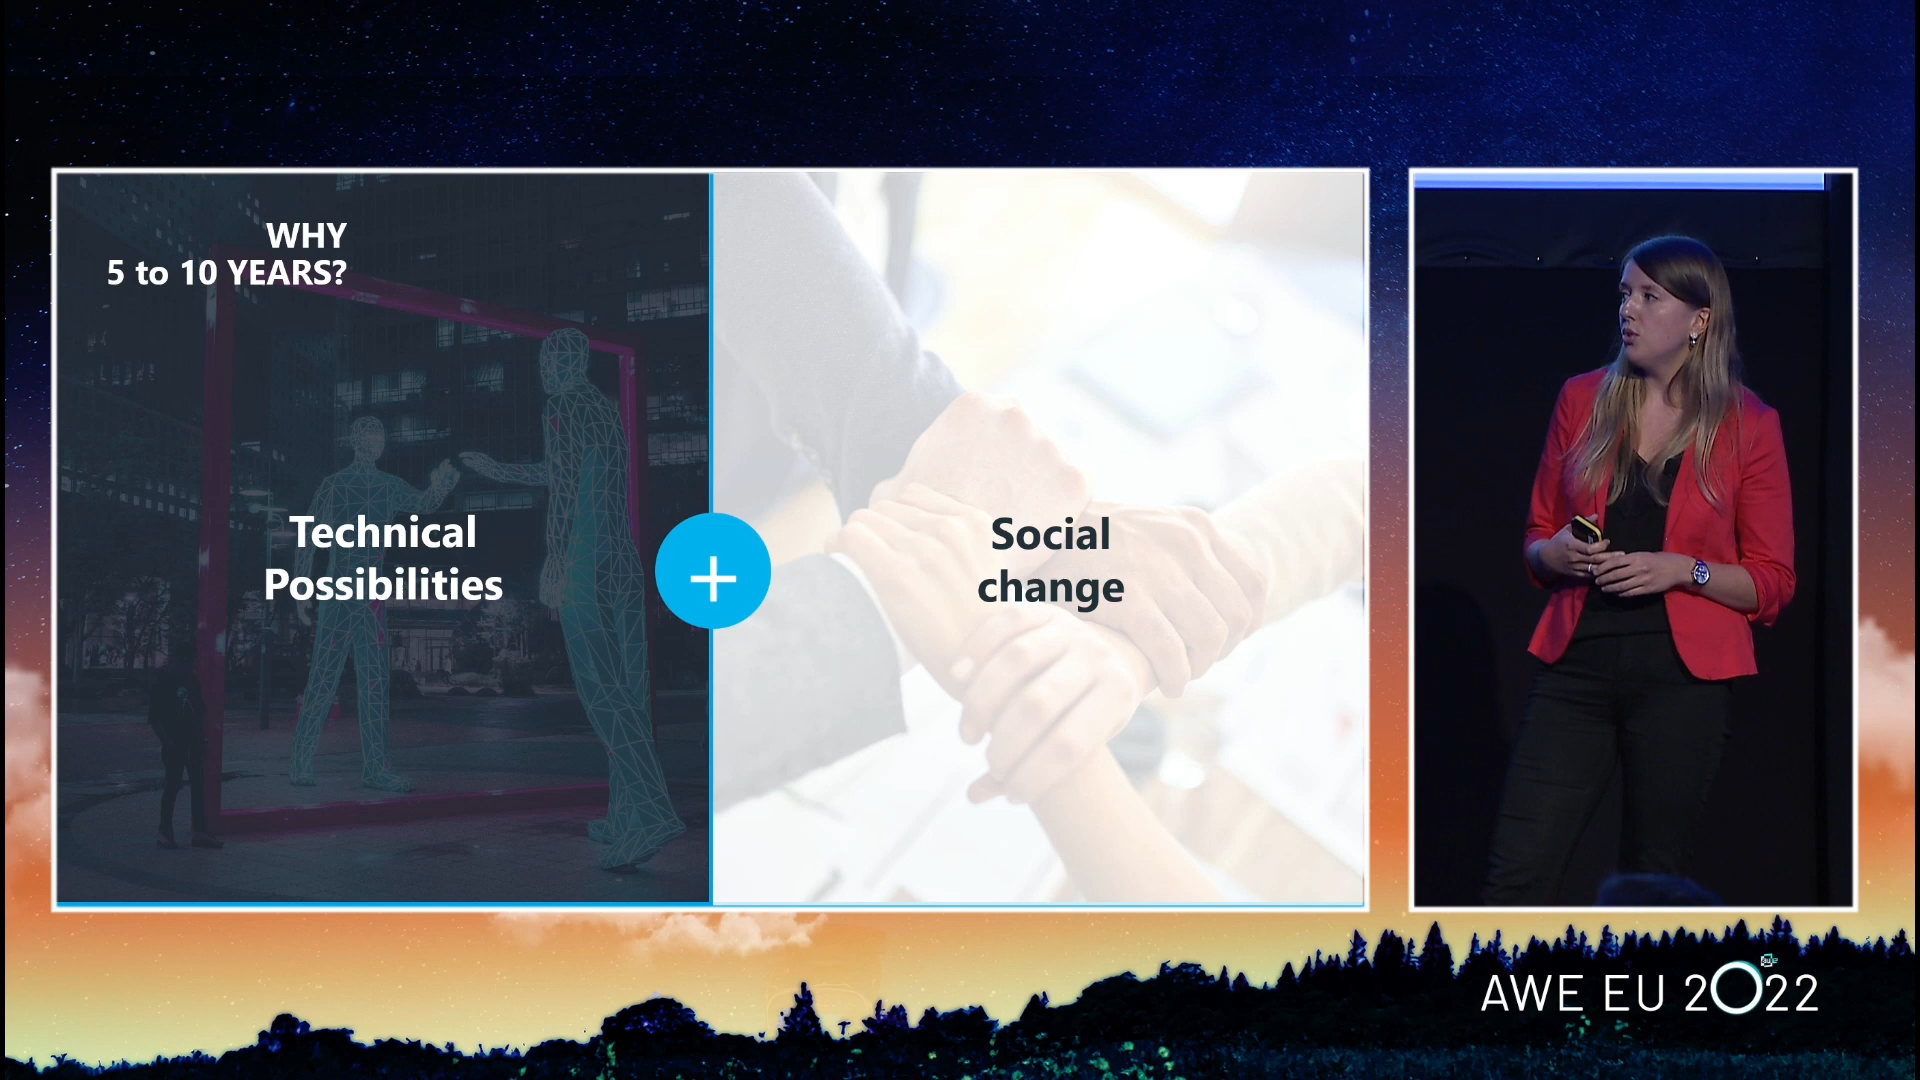 WHY
5 to 10 YEARS?
Technical
Possibilities
+
Social
change
AWE EU 2022